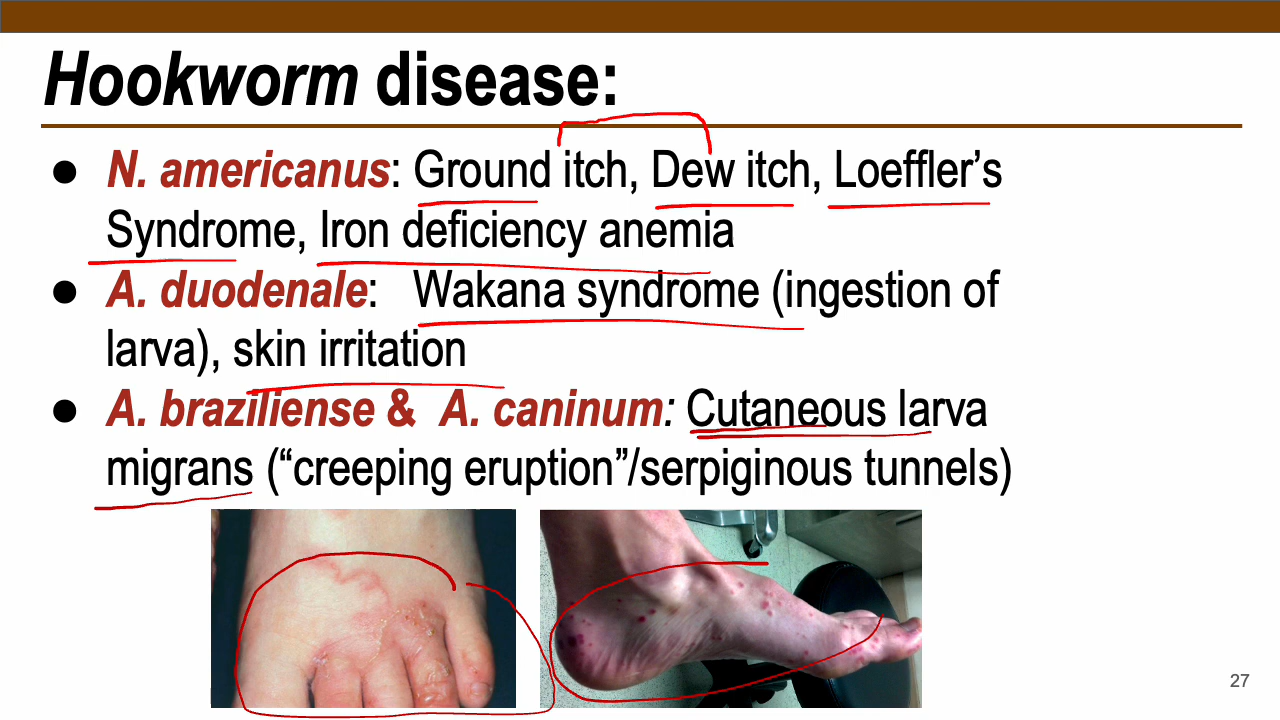 Hookworm disease:
● N. americanus: Ground itch, Dew itch, Loeffler’s
Syndrome, Iron deficiency anemia
● A. duodenale: Wakana syndrome (ingestion of
larva), skin irritation
● A. braziliense & A. caninum: Cutaneous larva
migrans (“creeping eruption”/serpiginous tunnels)
27